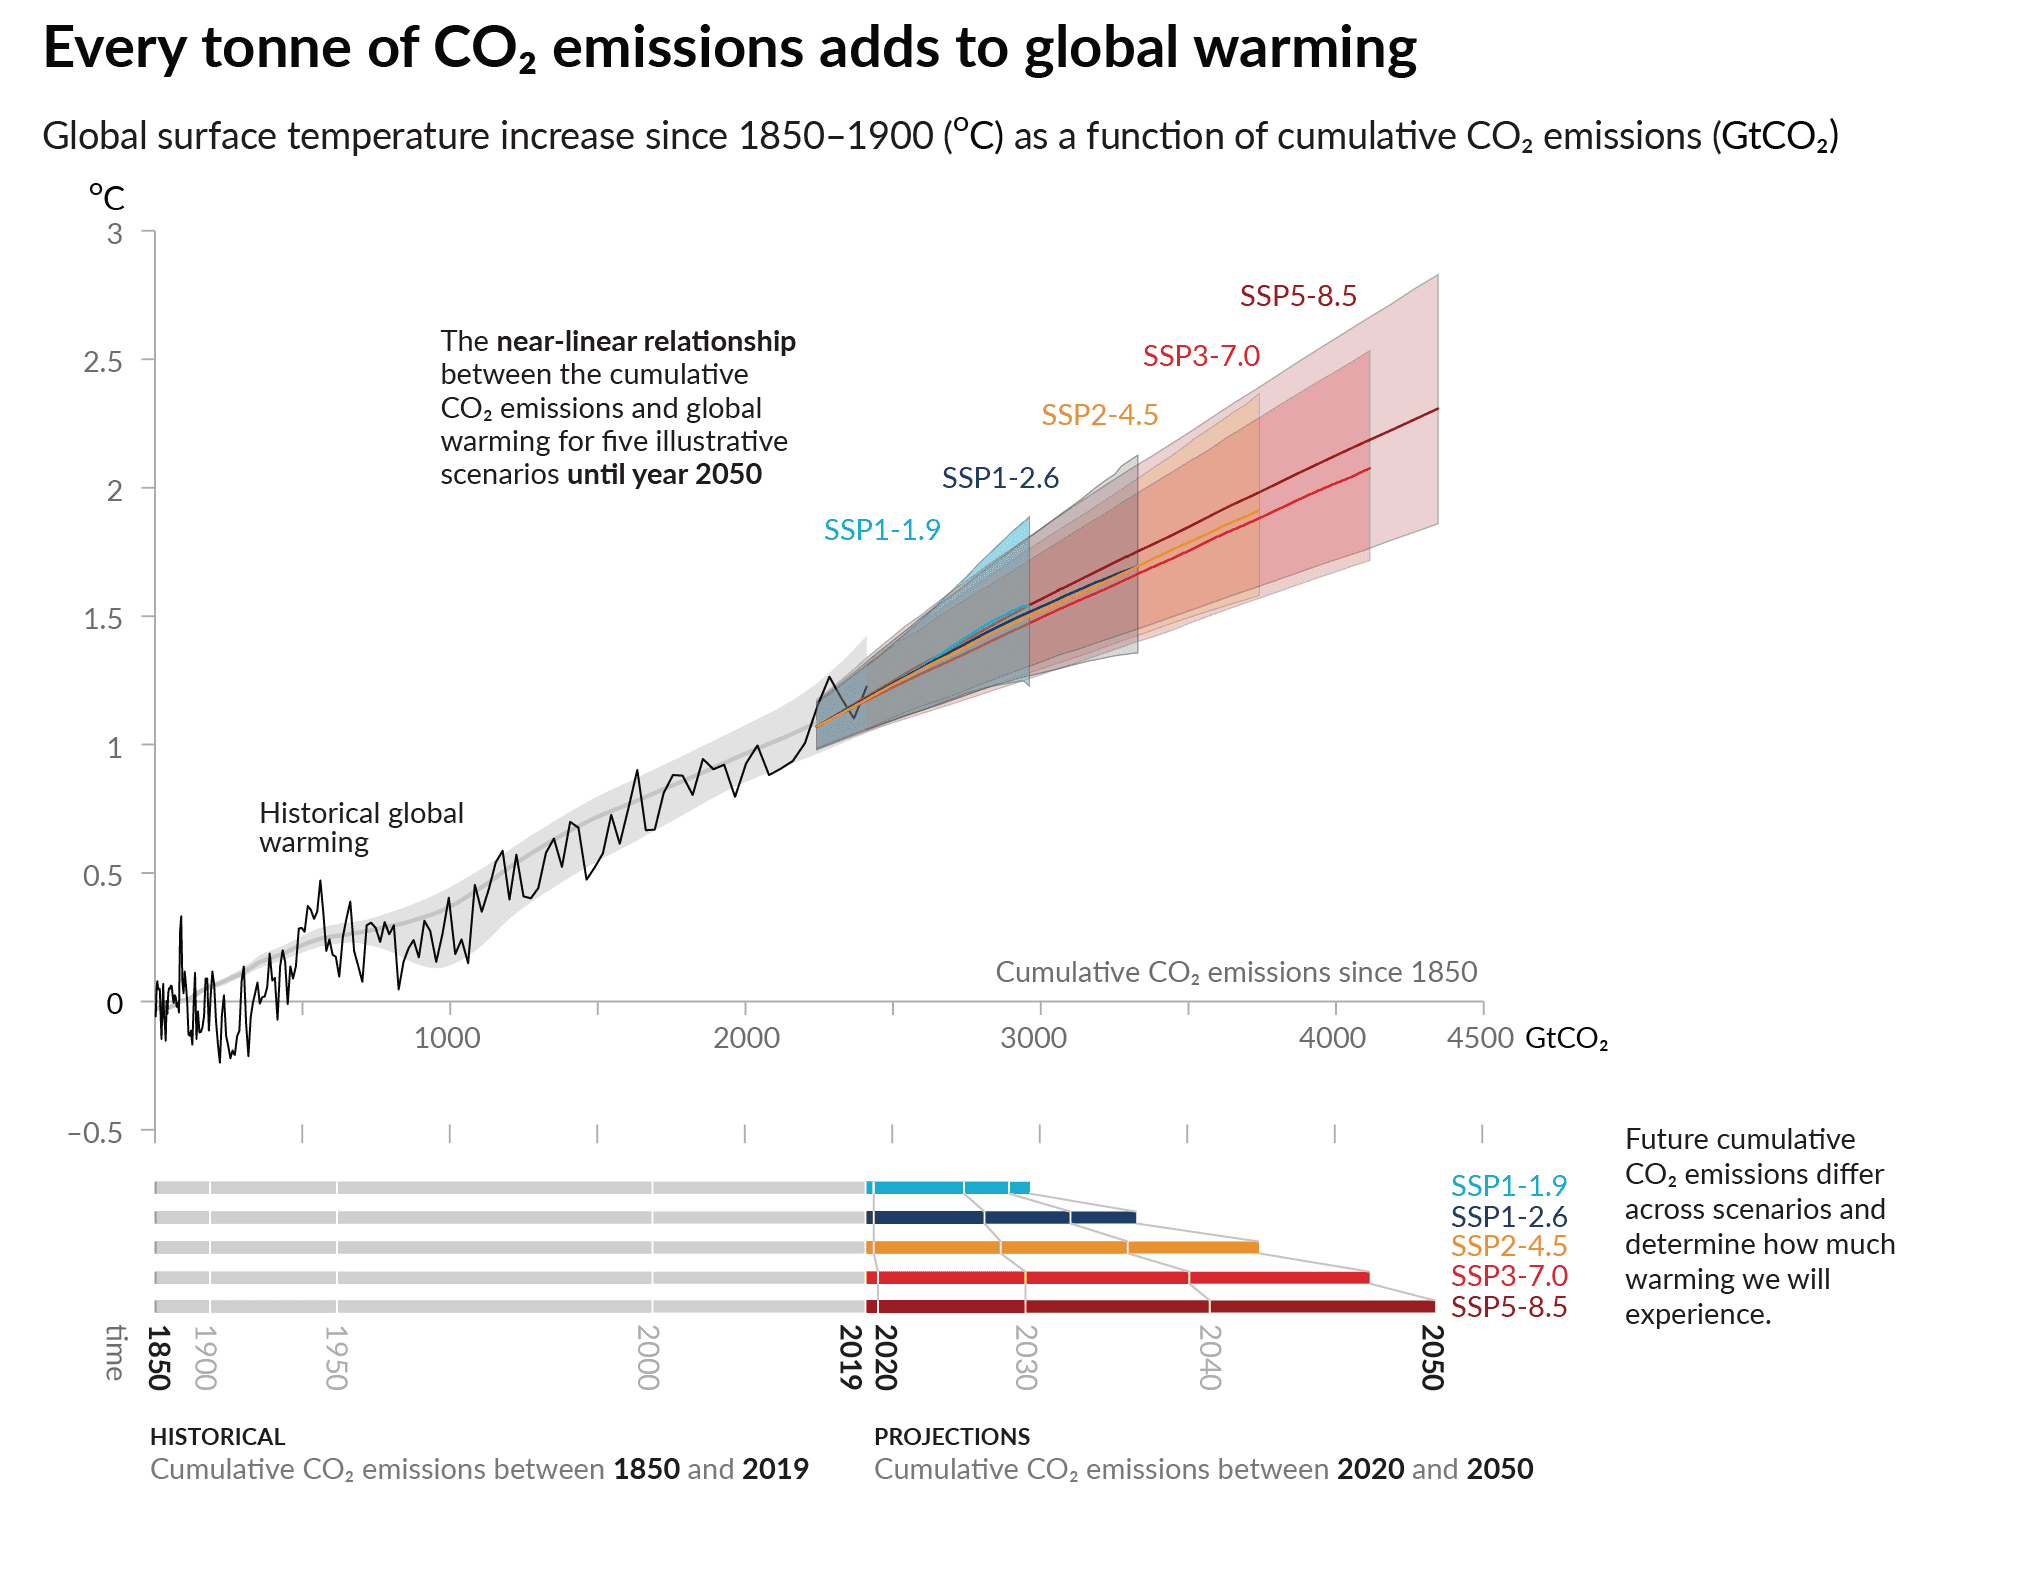 Every tonne of CO₂ emissions adds to global warming
Global surface temperature increase since 1850–1900 (°C) as a function of cumulative CO₂ emissions (GtCO₂)
°C
3
2.5
2
1.5
1
0.5
0
–0.5
The near-linear relationship
between the cumulative
CO₂ emissions and global
warming for five illustrative
scenarios until year 2050
SSP5-8.5
SSP3-7.0
SSP2-4.5
SSP1-2.6
SSP1-1.9
Historical global
warming
Cumulative CO₂ emissions since 1850
1000
2000
3000
4000
4500 GtCO₂
SSP1-1.9
SSP1-2.6
SSP2-4.5
SSP3-7.0
SSP5-8.5
Future cumulative
CO₂ emissions differ
across scenarios and
determine how much
warming we will
experience.
time
1850
1900
1950
2000
2019
2020
2030
2040
2050
HISTORICAL
Cumulative CO₂ emissions between 1850 and 2019
PROJECTIONS
Cumulative CO₂ emissions between 2020 and 2050